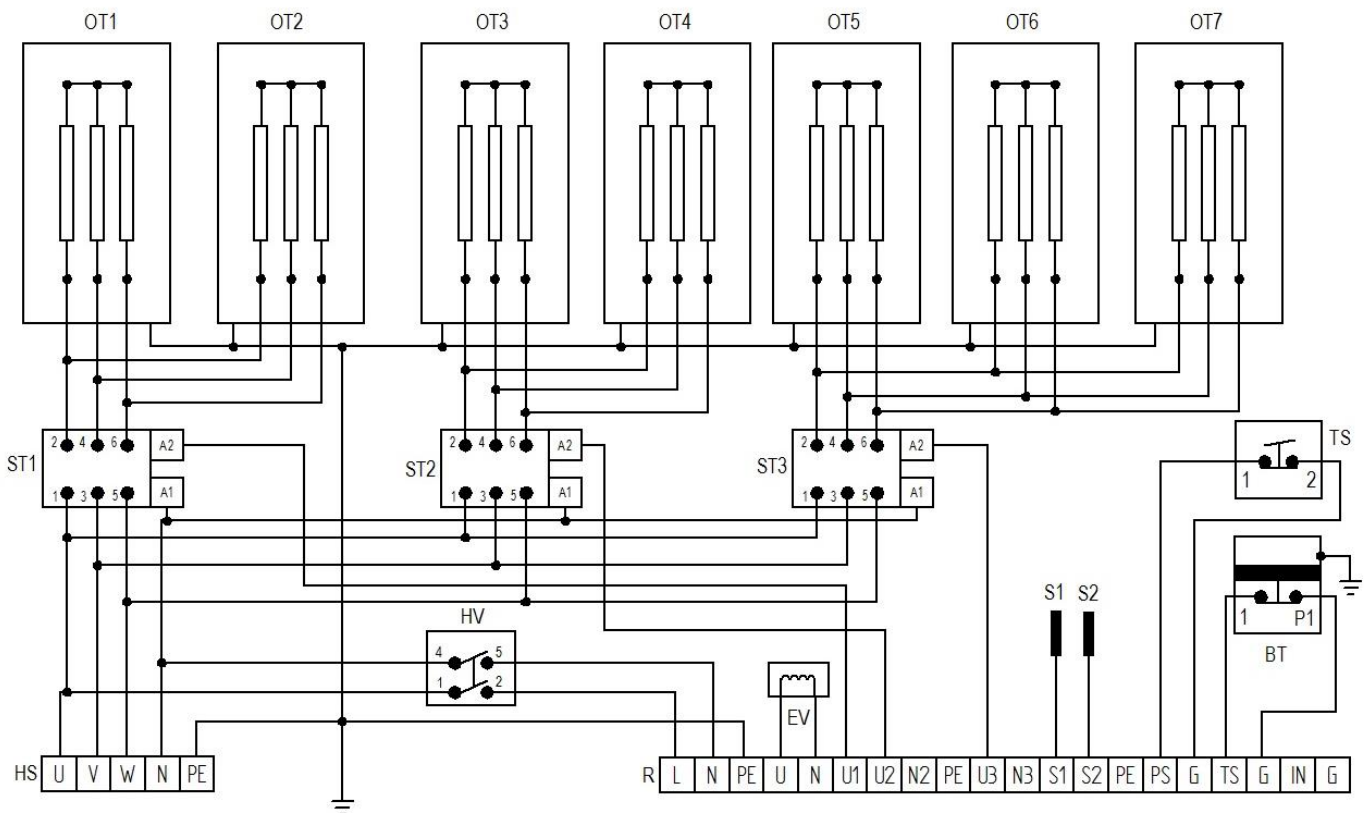 OT1 OT2 OT3 OT4 OT5 OT6 OT7
2 4 6 A2 2 4 6 A2 2 4 6 A2 TS
ST1 ST2 ST3 1 2
1 3 5 A1 1 3 5 A1 1 3 5 A1
S1 S2
HV 1 P1
4 5 BT
1 2
EV
HS U V W N PE R L N PE U N U1 U2 N2 PE U3 N3 S1 S2 PE PS G TS G IN G